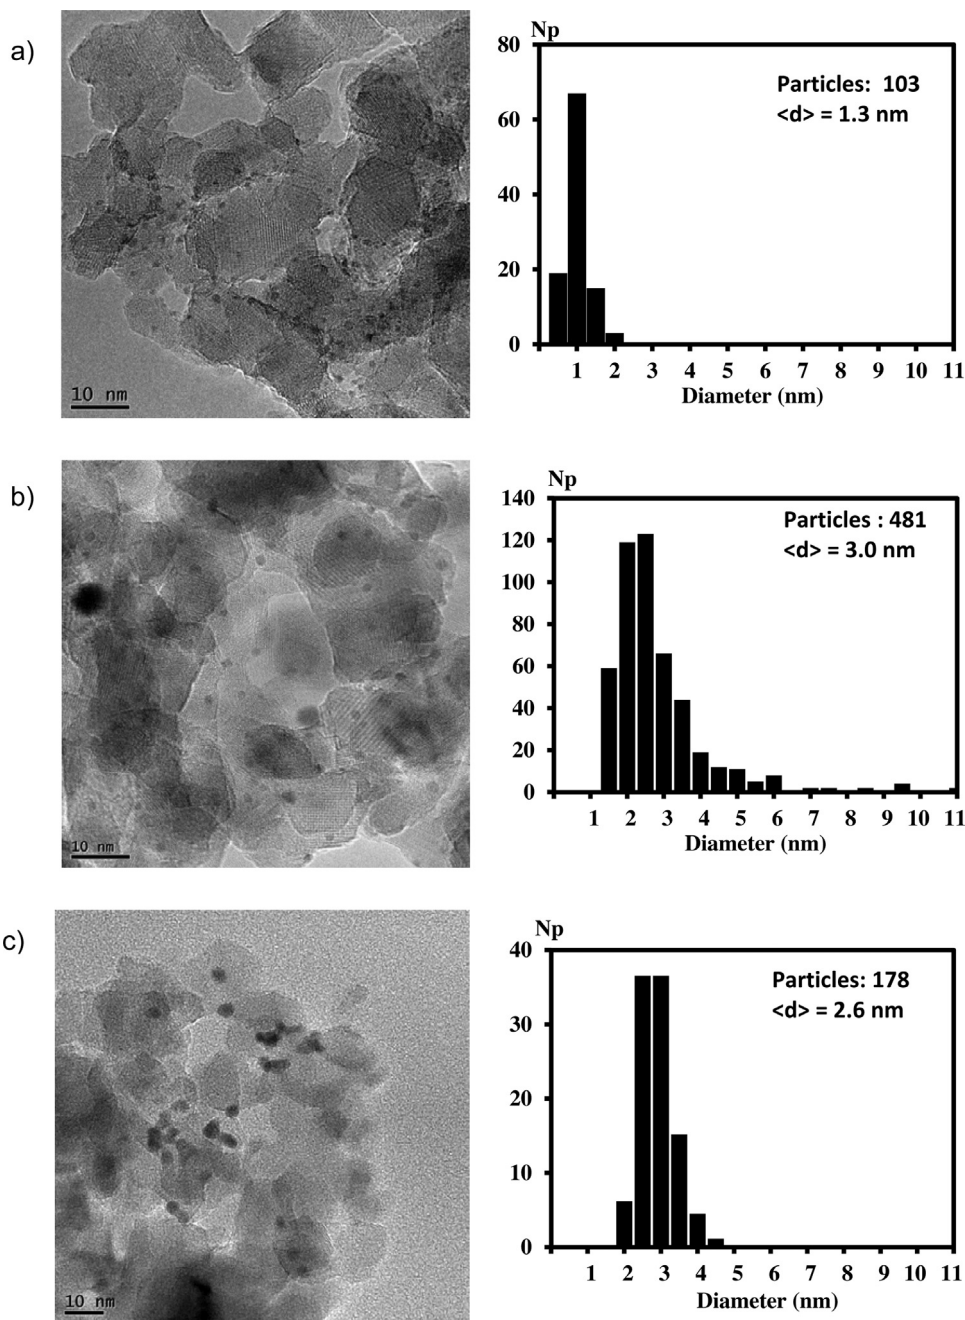 a)
Np
80
60
40
20
0
Particles: 103
<d> = 1.3 nm
1 2 3 4 5 6 7 8 9 10 11
Diameter (nm)
10 nm
b)
Np
140
120
100
80
60
40
20
0
Particles : 481
<d> = 3.0 nm
1 2 3 4 5 6 7 8 9 10 11
Diameter (nm)
10 nm
c)
Np
40
30
20
10
0
Particles: 178
<d> = 2.6 nm
1 2 3 4 5 6 7 8 9 10 11
Diameter (nm)
10 nm